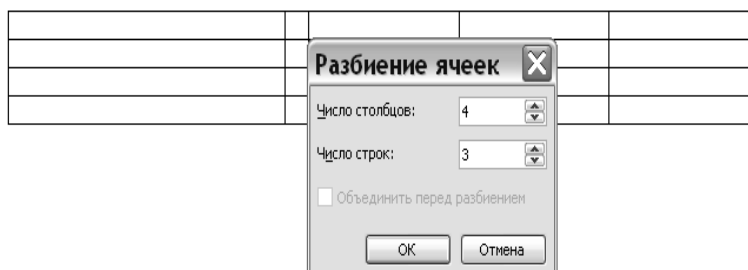 Разбиение ячеек
Число столбцов: 4
Число строк: 3
Объединить перед разбиением
ОК Отмена